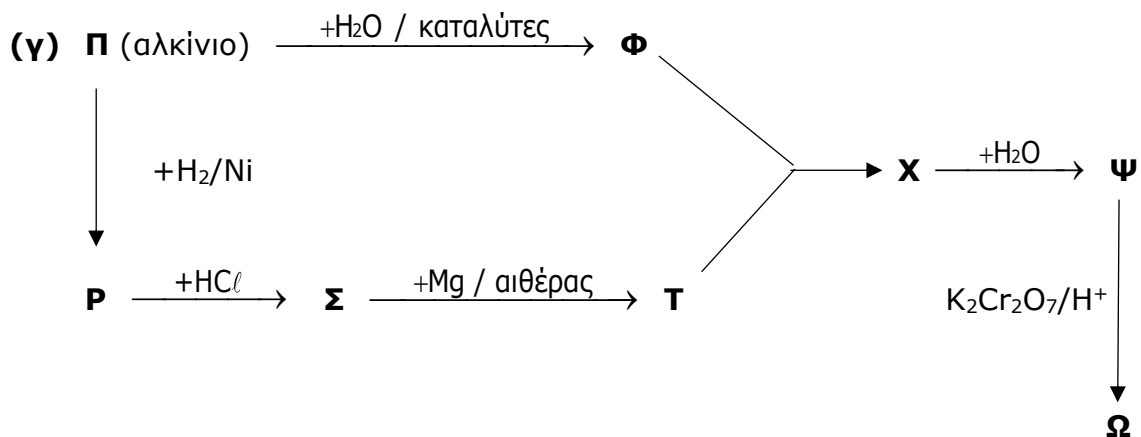 (γ) Π (αλκίνιο) +H₂O / καταλύτες Φ
+H₂/Ni
Χ +H₂O Ψ
Ρ +HCℓ Σ +Mg / αιθέρας Τ
K₂Cr₂O₇/H⁺
Ω